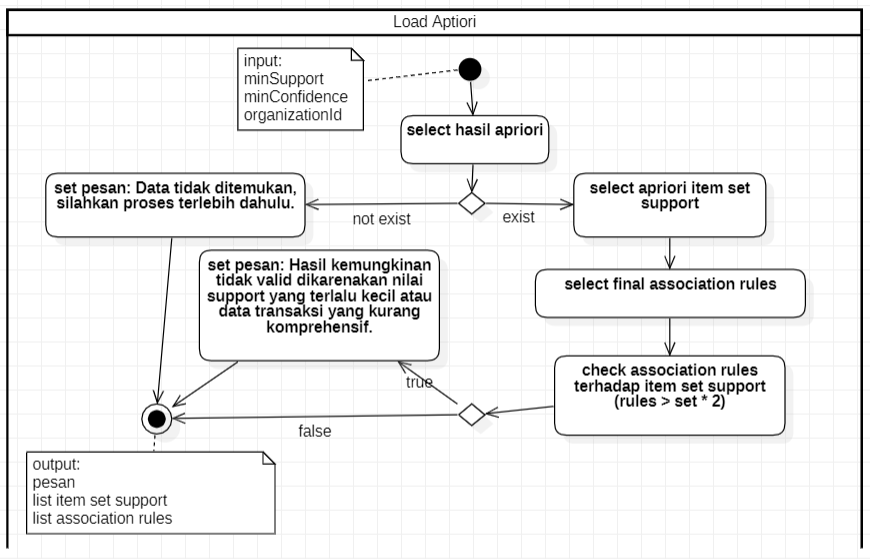 Load Aptiori
input:
minSupport
minConfidence
organizationId
select hasil apriori
set pesan: Data tidak ditemukan,
silahkan proses terlebih dahulu.
not exist
exist
select apriori item set
support
set pesan: Hasil kemungkinan
tidak valid dikarenakan nilai
support yang terlalu kecil atau
data transaksi yang kurang
komprehensif.
select final association rules
check association rules
terhadap item set support
(rules > set * 2)
true
false
output:
pesan
list item set support
list association rules